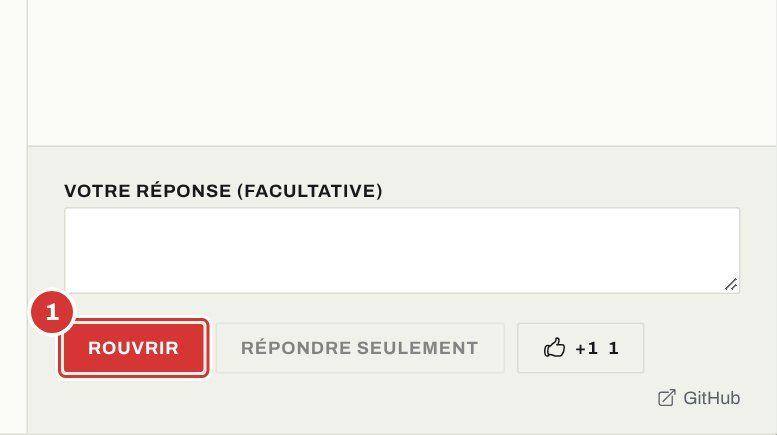 VOTRE RÉPONSE (FACULTATIVE)
1
ROUVRIR RÉPONDRE SEULEMENT +1 1
GitHub